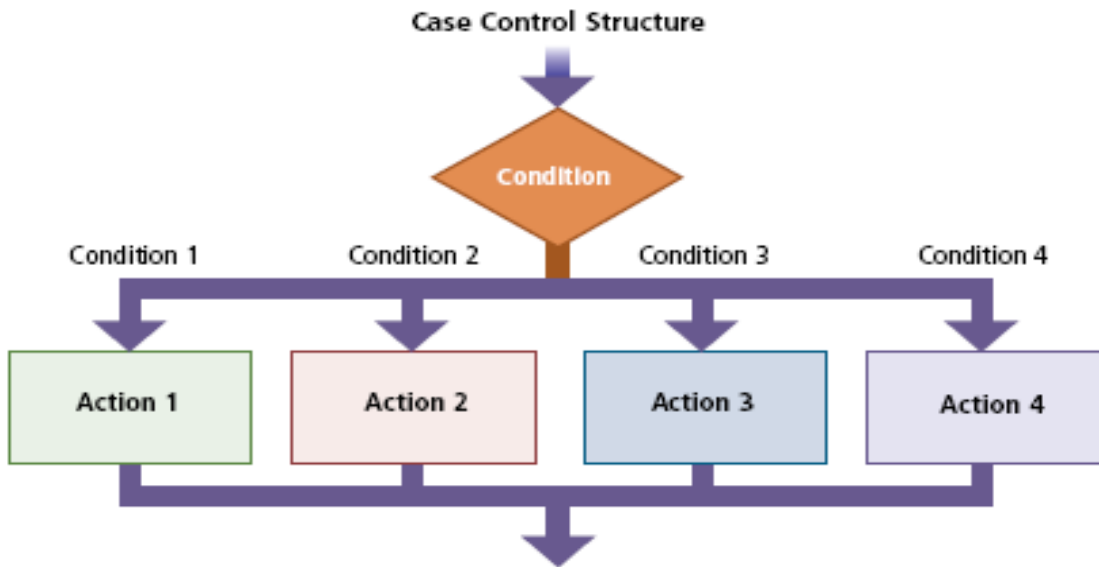 Case Control Structure
Condition
Condition 1
Condition 2
Condition 3
Condition 4
Action 1
Action 2
Action 3
Action 4